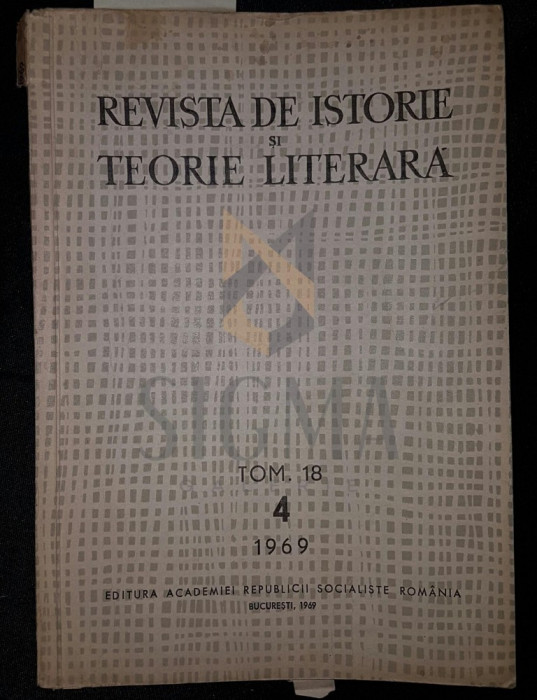 REVISTA DE ISTORIE
ȘI
TEORIE LITERARĂ
SIGMA
TOM. 18
4
1969
EDITURA ACADEMIEI REPUBLICII SOCIALISTE ROMÂNIA
BUCUREȘTI, 1969